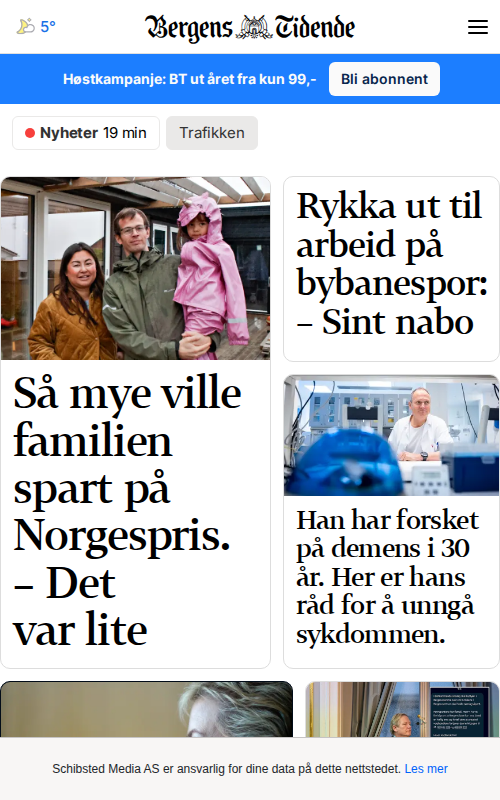 5°
Bergens Tidende
Høstkampanje: BT ut året fra kun 99,-
Bli abonnent
Nyheter 19 min
Trafikken
Rykka ut til
arbeid på
bybanespor:
– Sint nabo
Så mye ville
familien
spart på
Norgespris.
– Det
var lite
Han har forsket
på demens i 30
år. Her er hans
råd for å unngå
sykdommen.
Schibsted Media AS er ansvarlig for dine data på dette nettstedet. Les mer